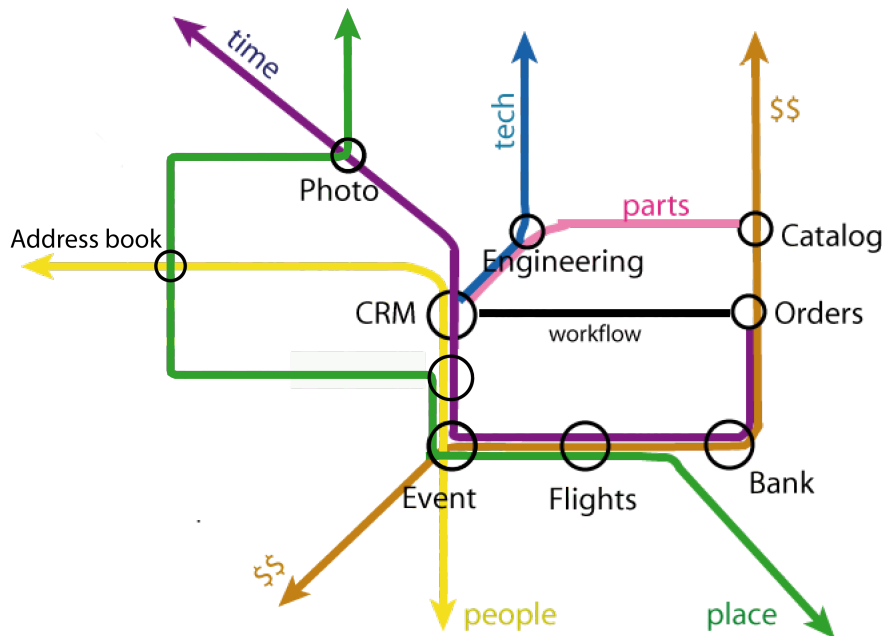 time
tech
$$
Photo
parts
Address book
Catalog
Engineering
CRM
Orders
workflow
Event
Flights
Bank
$$
people
place